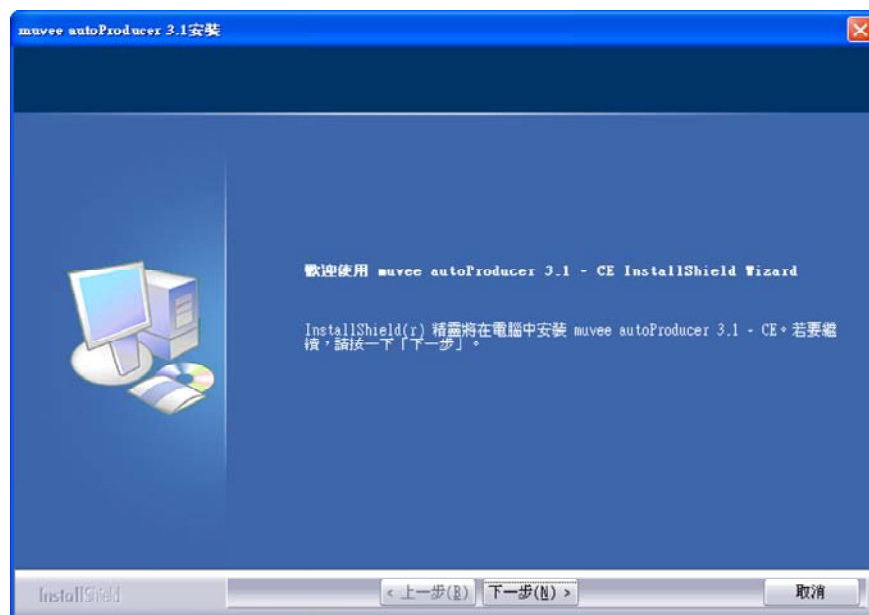 muvee autoProducer 3.1安裝
歡迎使用 muvee autoProducer 3.1 - CE InstallShield Wizard
InstallShield(r) 精靈將在電腦中安裝 muvee autoProducer 3.1 - CE。若要繼
續，請按一下「下一步」。
InstallShield
< 上一步(B)
下一步(N) >
取消